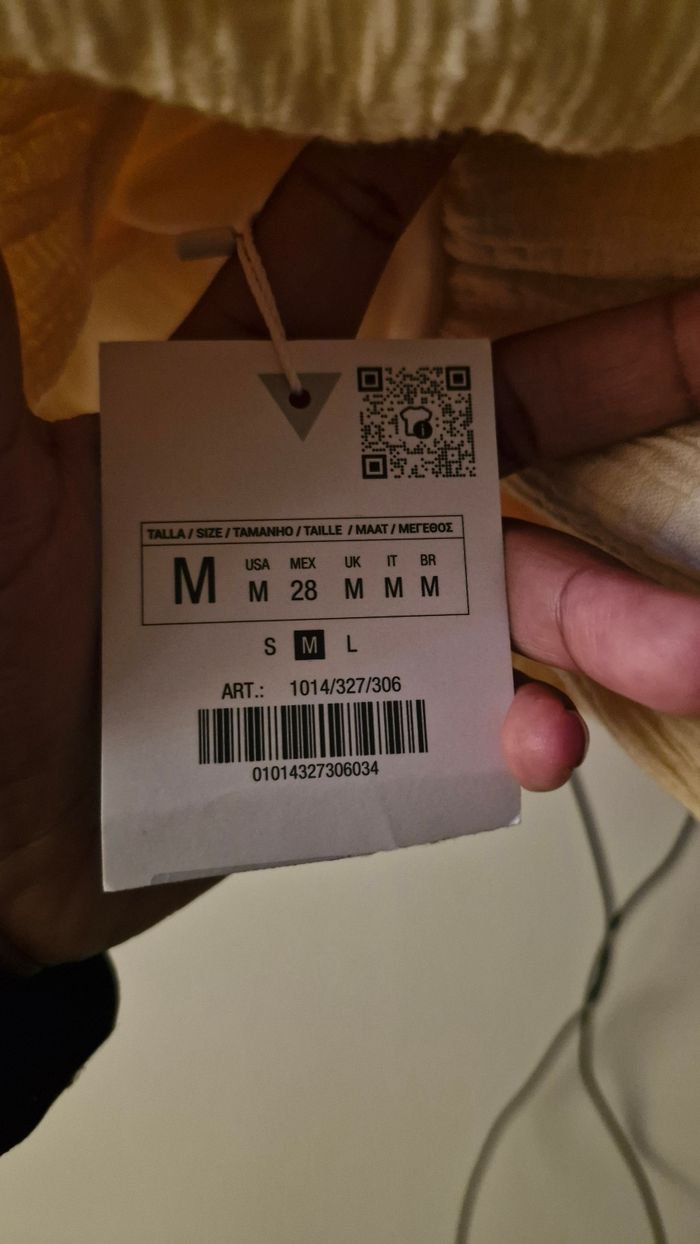 TALLA / SIZE / TAMANHO / TAILLE / MAAT / ΜΕΓΕΘΟΣ
M
USA MEX UK IT BR
M 28 M M M
S M L
ART.: 1014/327/306
01014327306034